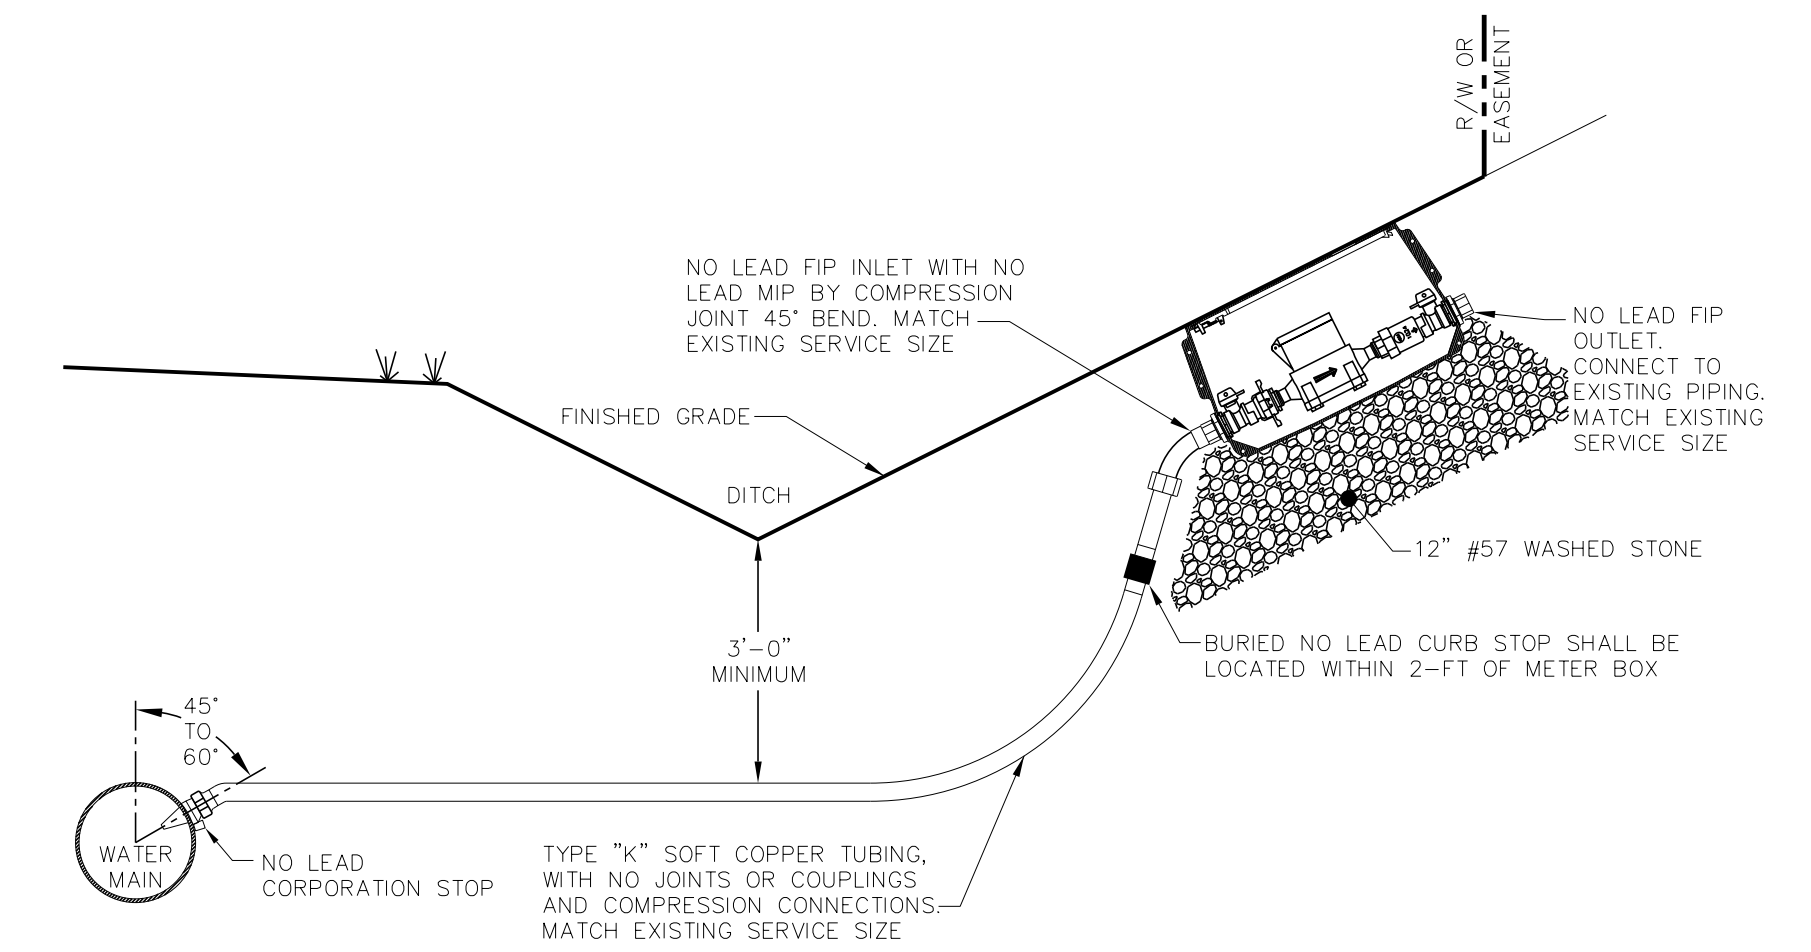 R/W OR
EASEMENT
NO LEAD FIP INLET WITH NO
LEAD MIP BY COMPRESSION
JOINT 45° BEND. MATCH
EXISTING SERVICE SIZE
NO LEAD FIP
OUTLET.
CONNECT TO
EXISTING PIPING.
MATCH EXISTING
SERVICE SIZE
FINISHED GRADE
DITCH
12" #57 WASHED STONE
3'-0"
MINIMUM
BURIED NO LEAD CURB STOP SHALL BE
LOCATED WITHIN 2-FT OF METER BOX
45°
TO
60°
WATER
MAIN
NO LEAD
CORPORATION STOP
TYPE "K" SOFT COPPER TUBING,
WITH NO JOINTS OR COUPLINGS
AND COMPRESSION CONNECTIONS.
MATCH EXISTING SERVICE SIZE